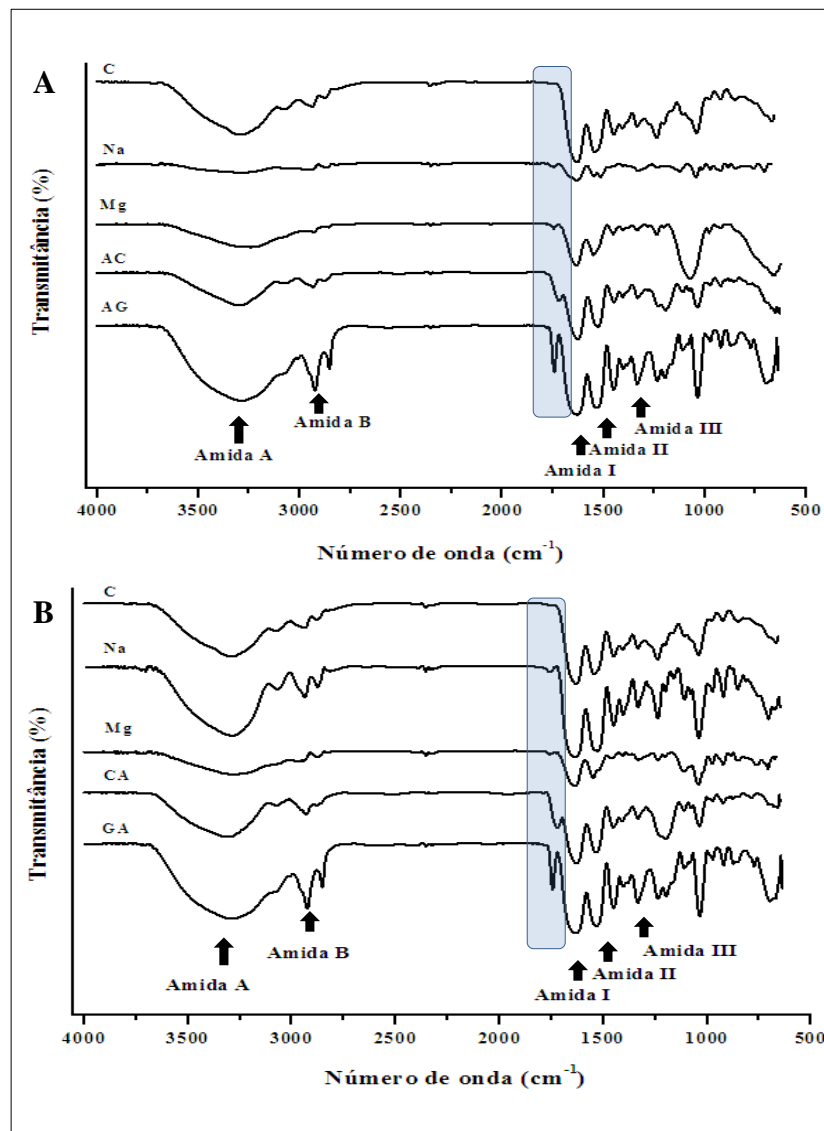 A
C
Na
Mg
AC
AG
Transmitância (%)
Amida A
Amida B
Amida III
Amida II
Amida I
4000 3500 3000 2500 2000 1500 1000 500
Número de onda (cm⁻¹)
B
C
Na
Mg
CA
GA
Transmitância (%)
Amida A
Amida B
Amida III
Amida II
Amida I
4000 3500 3000 2500 2000 1500 1000 500
Número de onda (cm⁻¹)